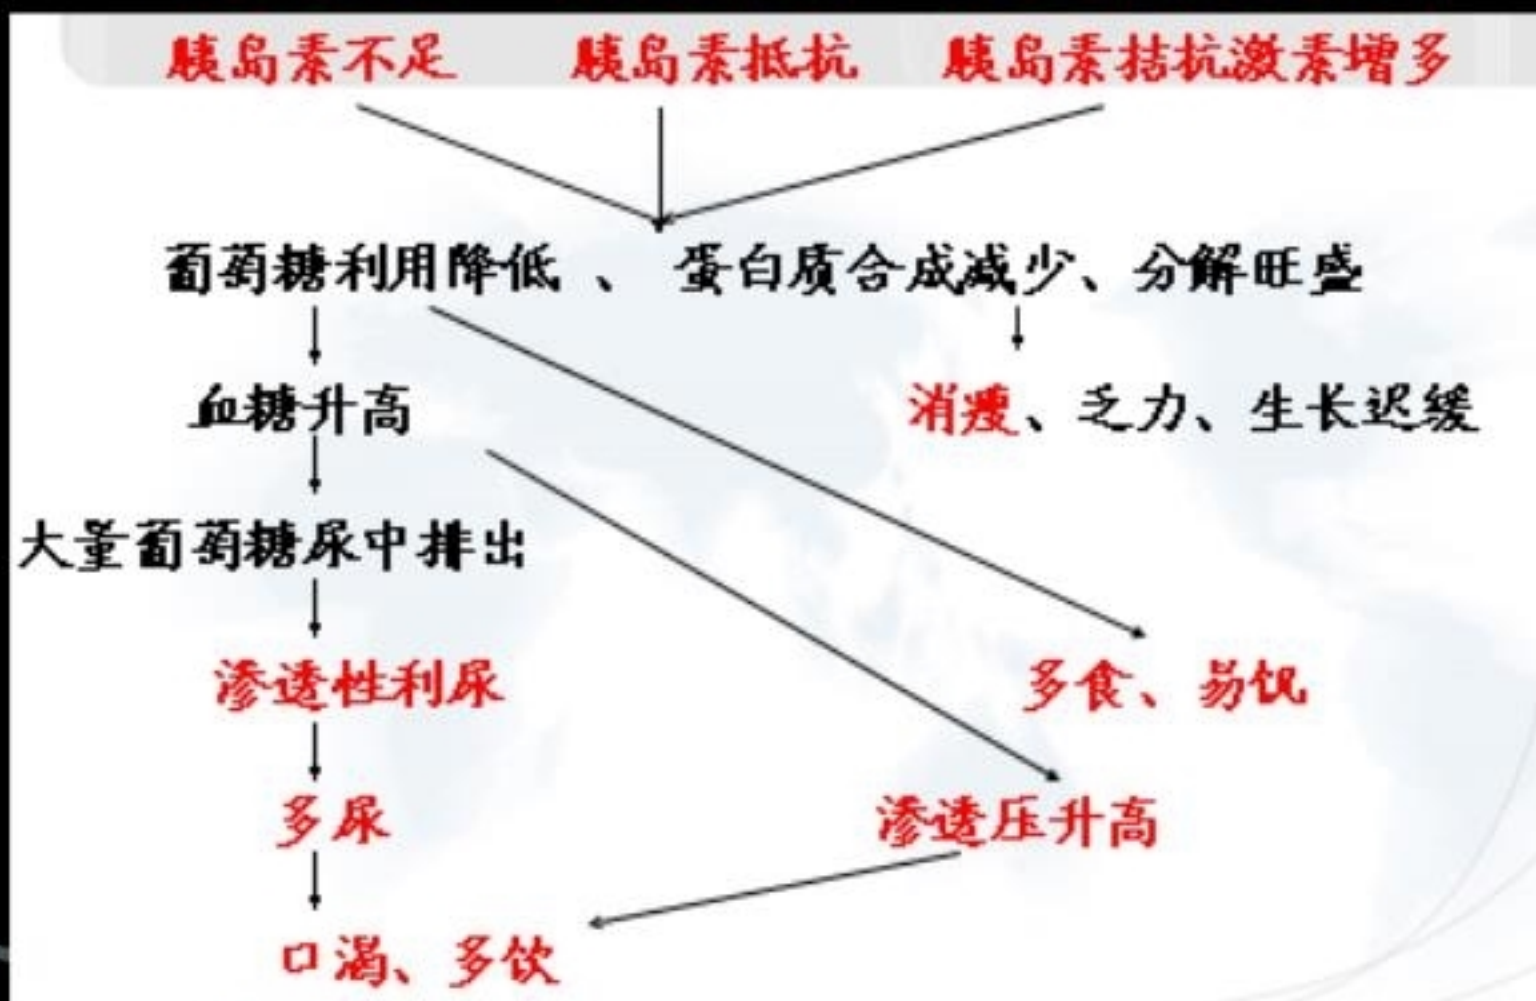 胰岛素不足 胰岛素抵抗 胰岛素拮抗激素增多
葡萄糖利用降低、 蛋白质合成减少、分解旺盛
血糖升高
消瘦、乏力、生长迟缓
大量葡萄糖尿中排出
渗透性利尿
多食、易饥
多尿
渗透压升高
口渴、多饮